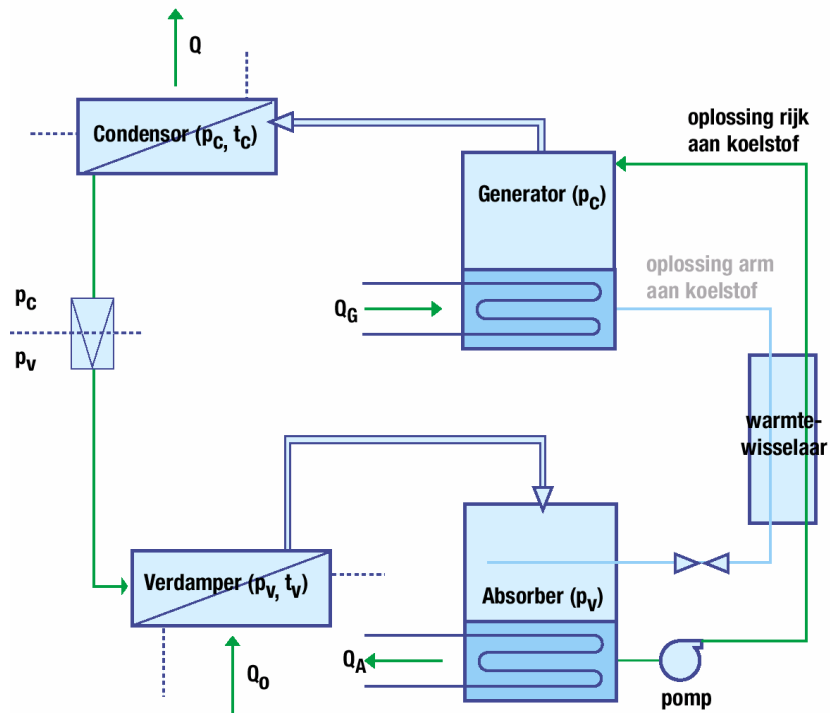 Q
Condensor (pc, tc)
oplossing rijk
aan koelstof
Generator (pc)
oplossing arm
aan koelstof
pc
pv
QG
warmte-
wisselaar
Verdamper (pv, tv)
Absorber (pv)
QA
Qo
pomp